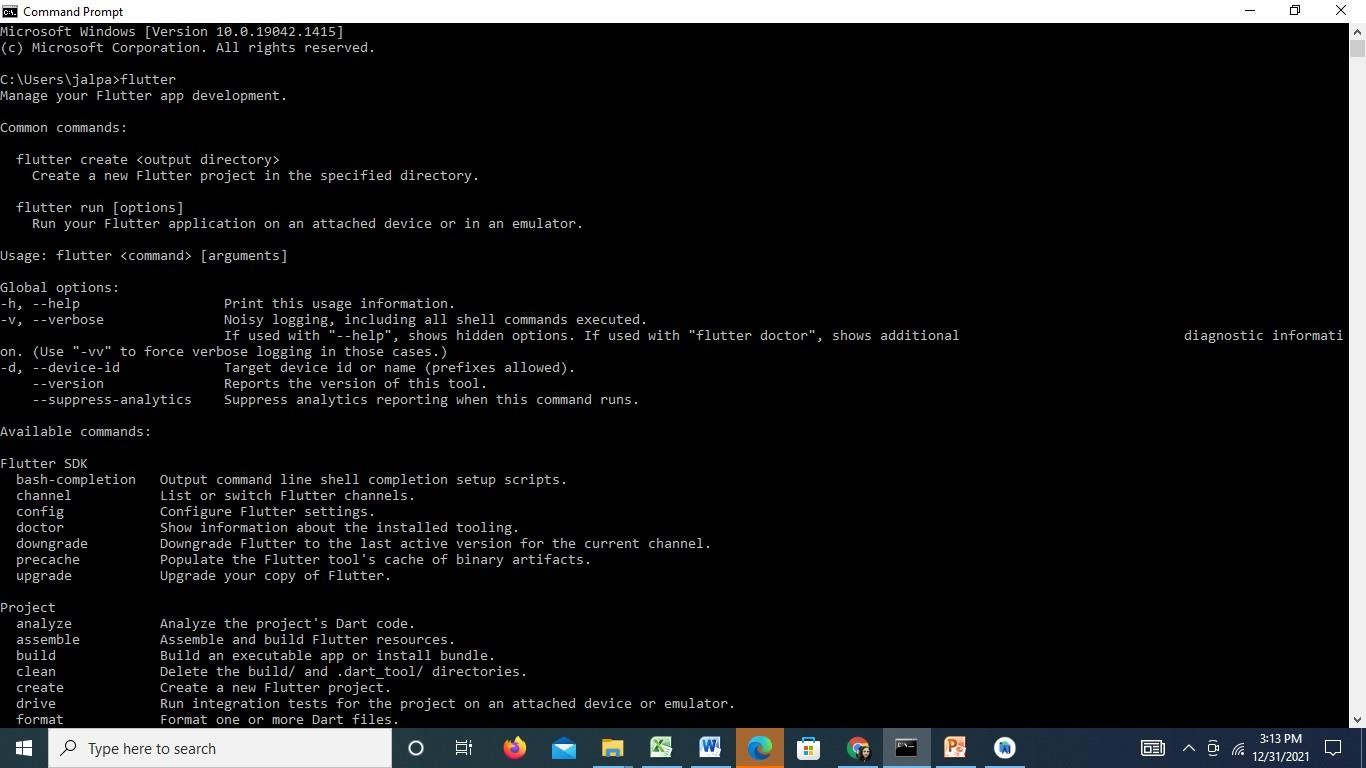 Command Prompt
Microsoft Windows [Version 10.0.19042.1415]
(c) Microsoft Corporation. All rights reserved.
C:\Users\jalpa>flutter
Manage your Flutter app development.
Common commands:
flutter create <output directory>
Create a new Flutter project in the specified directory.
flutter run [options]
Run your Flutter application on an attached device or in an emulator.
Usage: flutter <command> [arguments]
Global options:
-h, --help Print this usage information.
-v, --verbose Noisy logging, including all shell commands executed.
If used with "--help", shows hidden options. If used with "flutter doctor", shows additional diagnostic informati
on. (Use "-vv" to force verbose logging in those cases.)
-d, --device-id Target device id or name (prefixes allowed).
--version Reports the version of this tool.
--suppress-analytics Suppress analytics reporting when this command runs.
Available commands:
Flutter SDK
bash-completion Output command line shell completion setup scripts.
channel List or switch Flutter channels.
config Configure Flutter settings.
doctor Show information about the installed tooling.
downgrade Downgrade Flutter to the last active version for the current channel.
precache Populate the Flutter tool's cache of binary artifacts.
upgrade Upgrade your copy of Flutter.
Project
analyze Analyze the project's Dart code.
assemble Assemble and build Flutter resources.
build Build an executable app or install bundle.
clean Delete the build/ and .dart_tool/ directories.
create Create a new Flutter project.
drive Run integration tests for the project on an attached device or emulator.
format Format one or more Dart files.
Type here to search
3:13 PM
12/31/2021